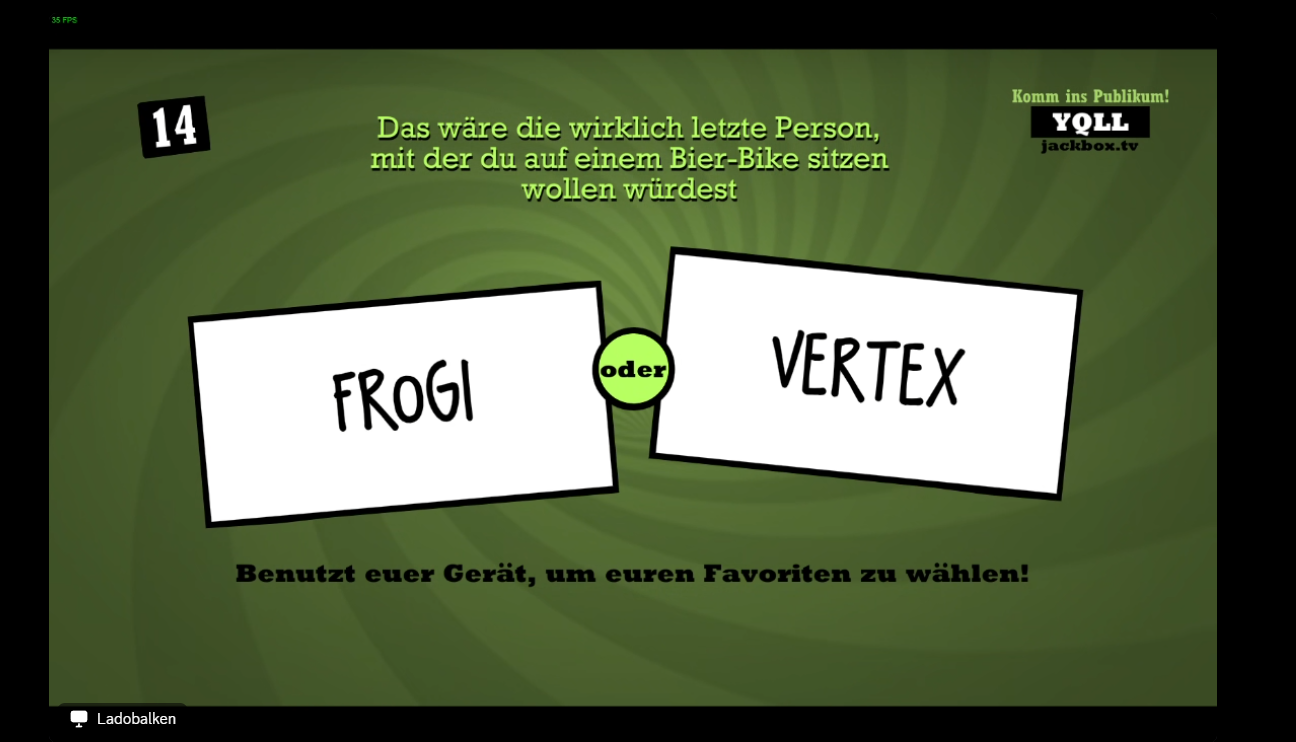 35 FPS
14
Komm ins Publikum!
YQLL
jackbox.tv
Das wäre die wirklich letzte Person,
mit der du auf einem Bier-Bike sitzen
wollen würdest
FROGI
oder
VERTEX
Benutzt euer Gerät, um euren Favoriten zu wählen!
Ladobalken